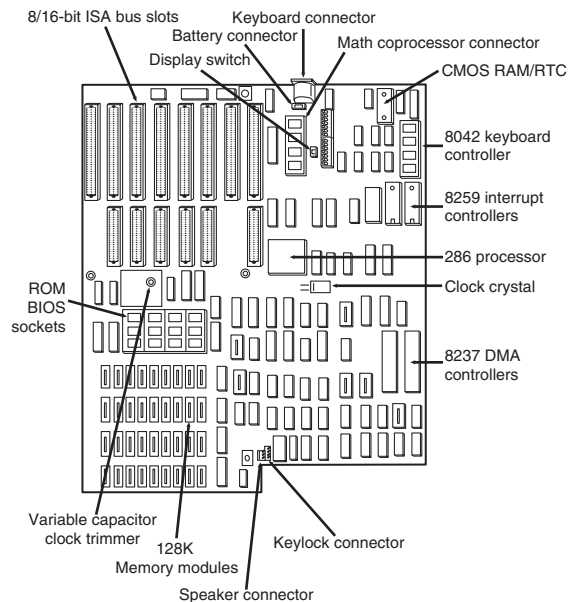 Keyboard connector
8/16-bit ISA bus slots
Battery connector
Math coprocessor connector
Display switch
CMOS RAM/RTC
8042 keyboard
controller
8259 interrupt
controllers
286 processor
Clock crystal
ROM
BIOS
sockets
8237 DMA
controllers
Variable capacitor
clock trimmer
128K
Memory modules
Keylock connector
Speaker connector